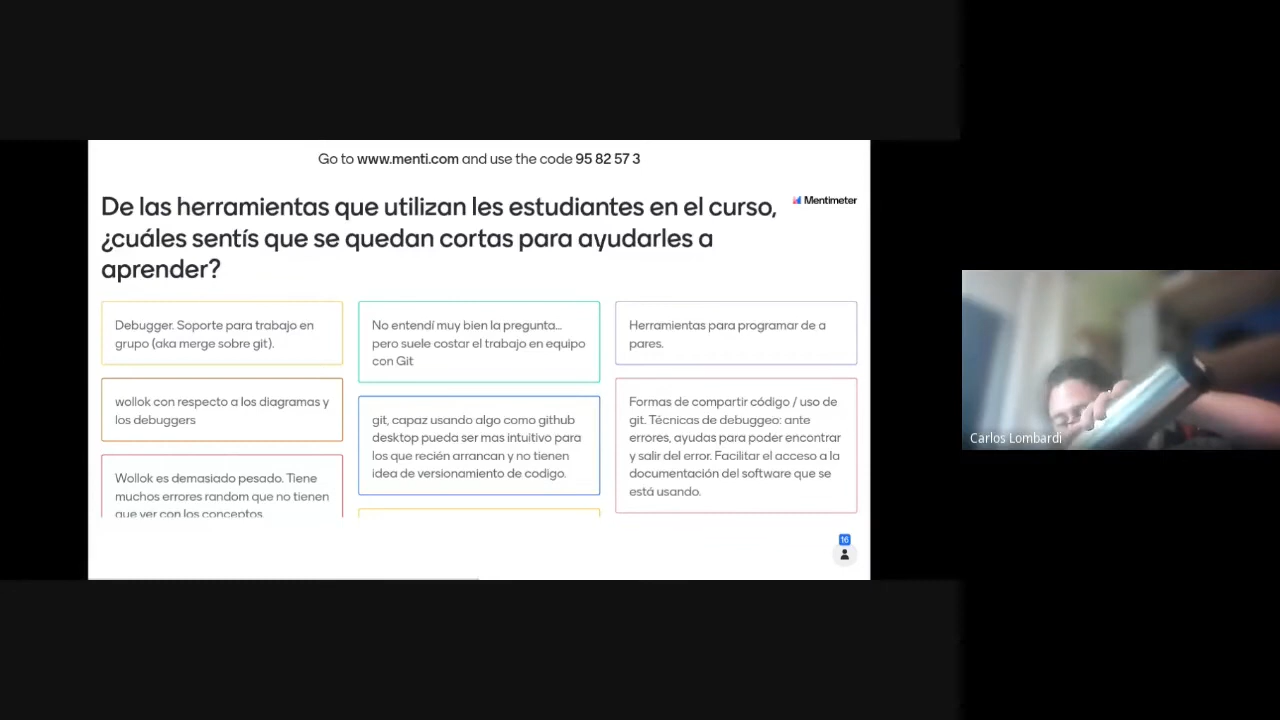 Go to www.menti.com and use the code 95 82 57 3
De las herramientas que utilizan les estudiantes en el curso,
¿cuáles sentís que se quedan cortas para ayudarles a
aprender?
Mentimeter
Debugger. Soporte para trabajo en
grupo (aka merge sobre git).
wollok con respecto a los diagramas y
los debuggers
Wollok es demasiado pesado. Tiene
muchos errores random que no tienen
que ver con los conceptos.
No entendí muy bien la pregunta...
pero suele costar el trabajo en equipo
con Git
git, capaz usando algo como github
desktop pueda ser mas intuitivo para
los que recién arrancan y no tienen
idea de versionamiento de codigo.
Herramientas para programar de a
pares.
Formas de compartir código / uso de
git. Técnicas de debuggeo: ante
errores, ayudas para poder encontrar
y salir del error. Facilitar el acceso a la
documentación del software que se
está usando.
16
Carlos Lombardi